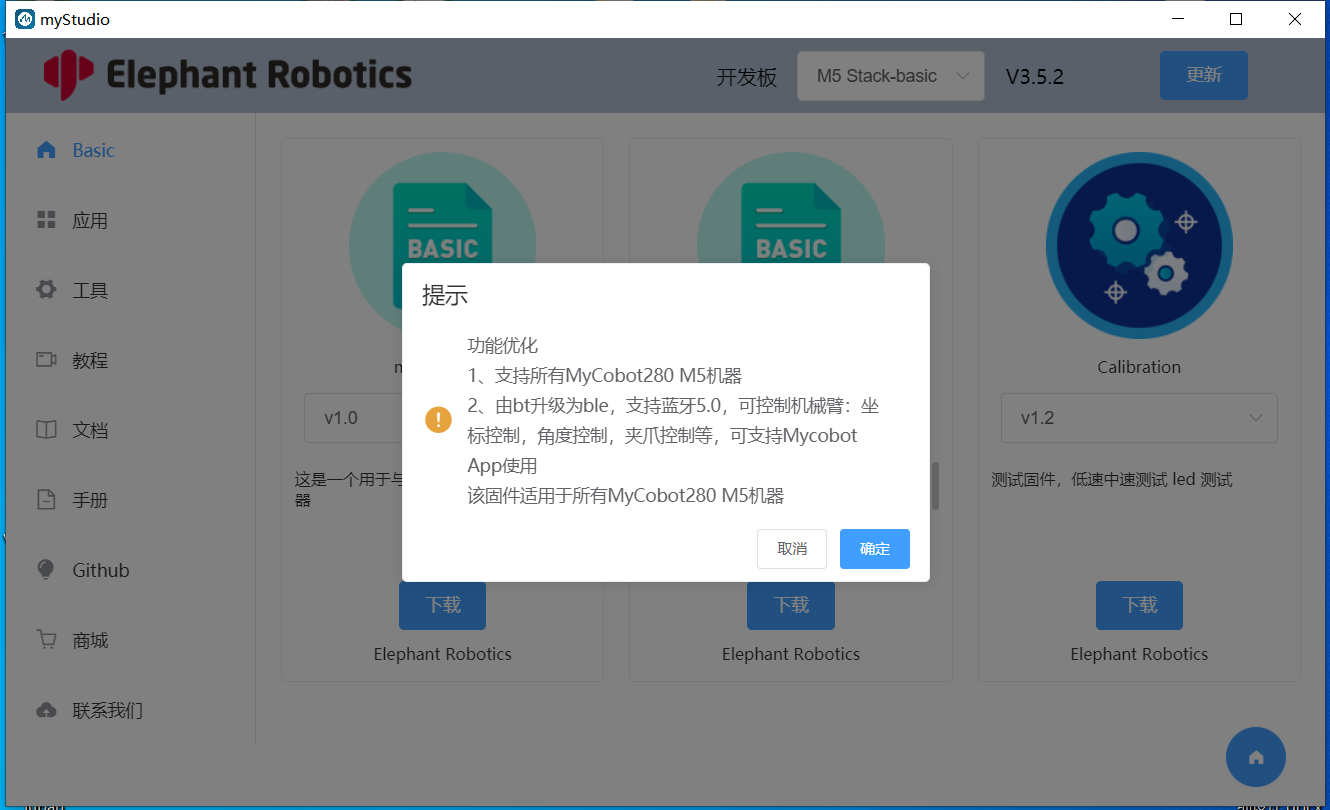 myStudio
Elephant Robotics
开发板
M5 Stack-basic
V3.5.2
更新
Basic
应用
工具
教程
文档
手册
Github
商城
联系我们
BASIC
BASIC
提示
功能优化
1、支持所有MyCobot280 M5机器
2、由bt升级为ble，支持蓝牙5.0，可控制机械臂：坐
标控制，角度控制，夹爪控制等，可支持Mycobot
App使用
该固件适用于所有MyCobot280 M5机器
取消
确定
v1.0
这是一个用于与
器
下载
Elephant Robotics
下载
Elephant Robotics
Calibration
v1.2
测试固件，低速中速测试 led 测试
下载
Elephant Robotics